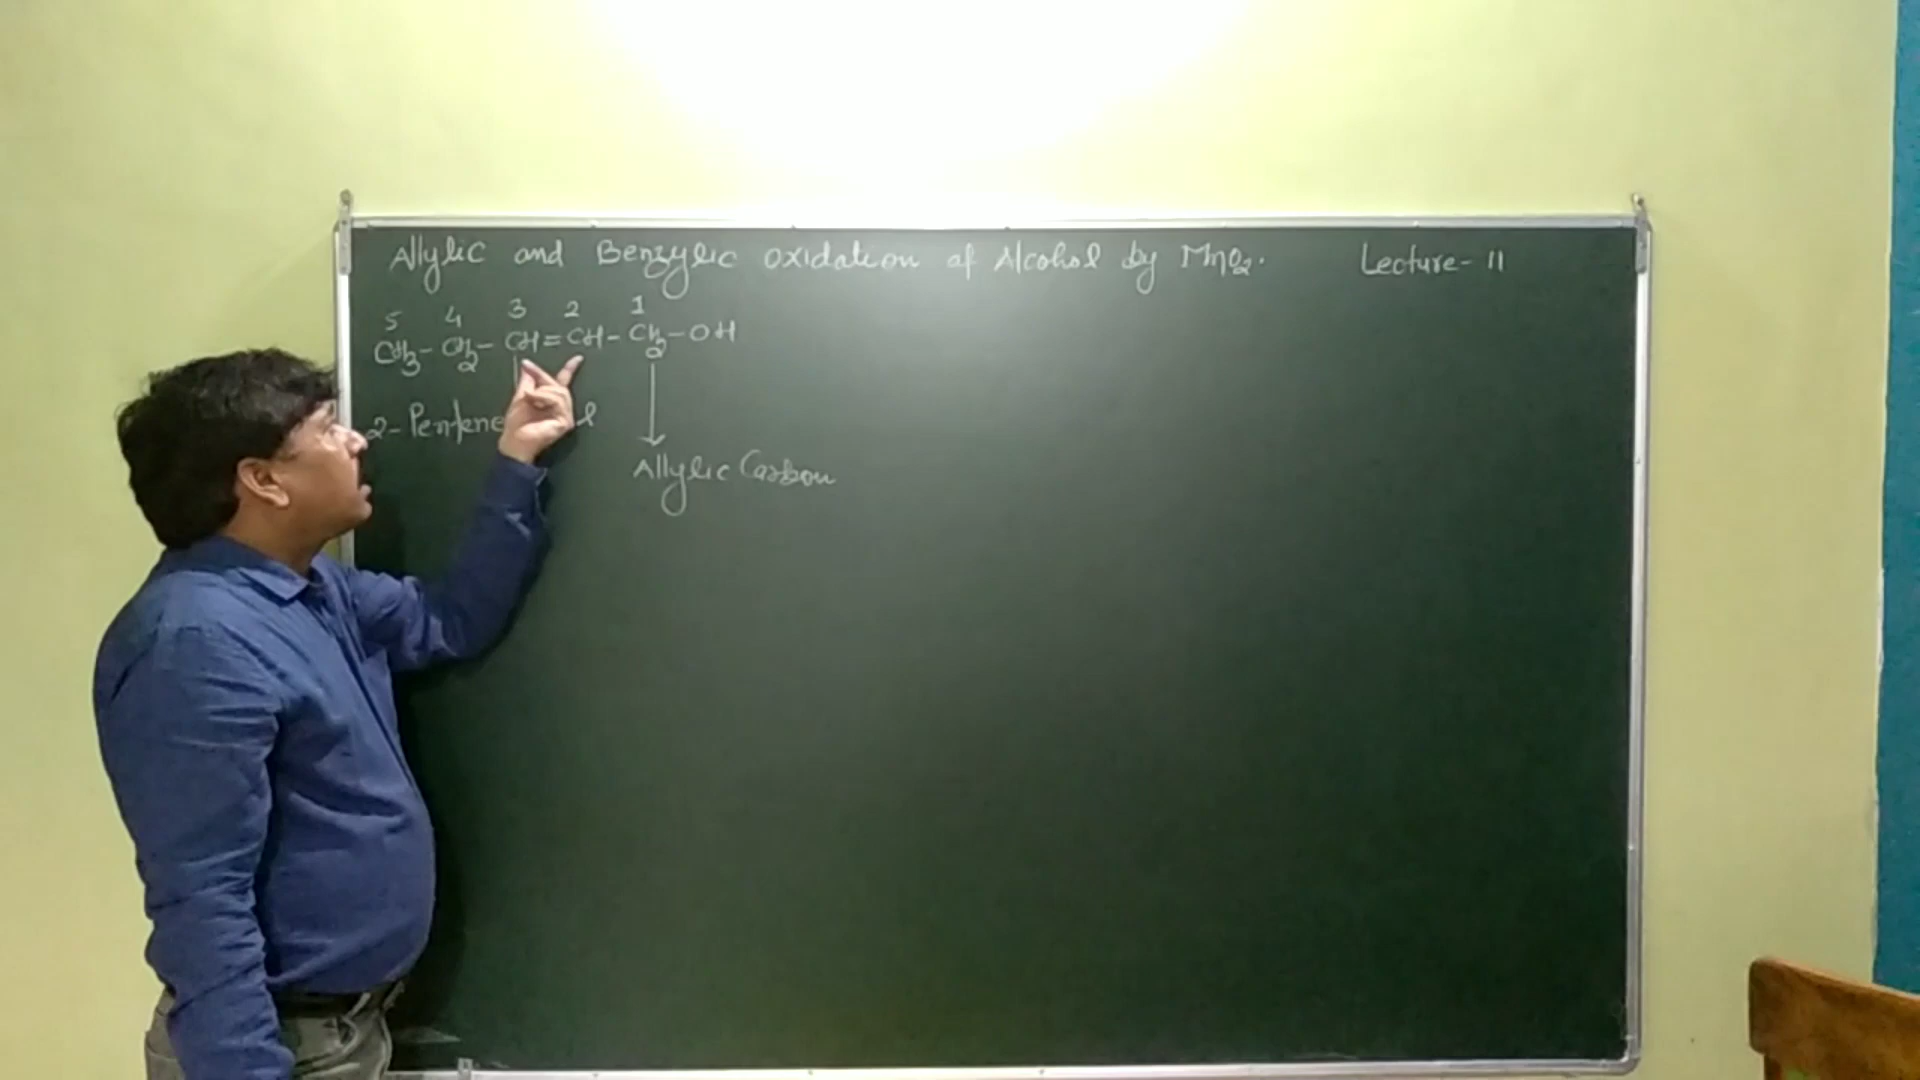 Allylic and Benzylic oxidation of Alcohol by MnO2. Lecture-11
5 4 3 2 1
CH3-CH2-CH=CH-CH2-OH
2-Pentene
Allylic Carbon